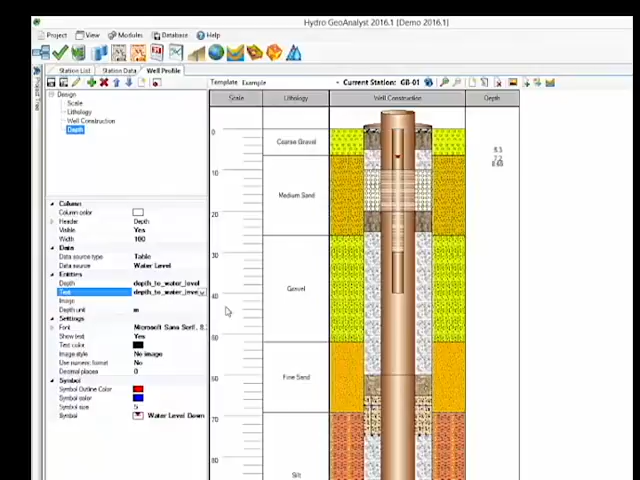 Hydro GeoAnalyst 2016.1 [Demo 2016.1]
Project View Modules Database Help
Station List Station Data Well Profile
Template Example Current Station: GB-01
Design
Scale
Lithology
Well Construction
Depth
Scale Lithology Well Construction Depth
0
10
20
30
40
50
60
70
80
Coarse Gravel
Medium Sand
Gravel
Fine Sand
Silt
Column
Column color
Header Depth
Visible Yes
Width 100
Data
Data source type Table
Data source Water Level
Entities
Depth depth_to_water_level
Text depth_to_water_leve
Image
Depth unit m
Settings
Font Microsoft Sans Serif, 8.
Show text Yes
Text color
Image style No image
Use numeric format No
Decimal places 0
Symbol
Symbol Outline Color
Symbol color
Symbol size 5
Symbol Water Level Down